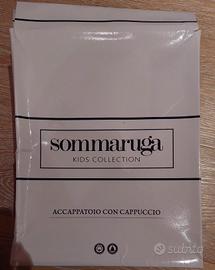 sommaruga
KIDS COLLECTION
ACCAPPATOIO CON CAPPUCCIO
subito